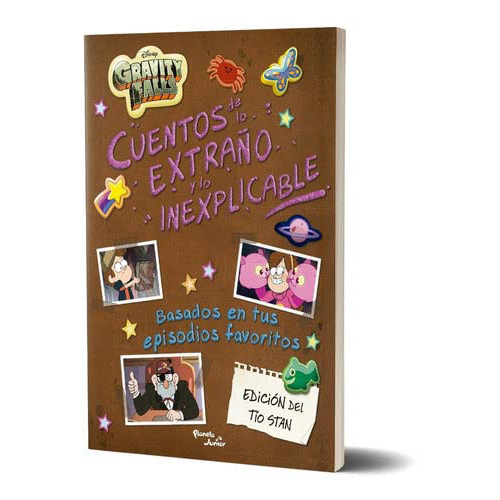 Disney
GRAVITY
FALLS
CUENTOS de lo
EXTRAÑO
y lo
INEXPLICABLE
Basados en tus
episodios favoritos
EDICIÓN DEL
TÍO STAN
Planeta
Junior